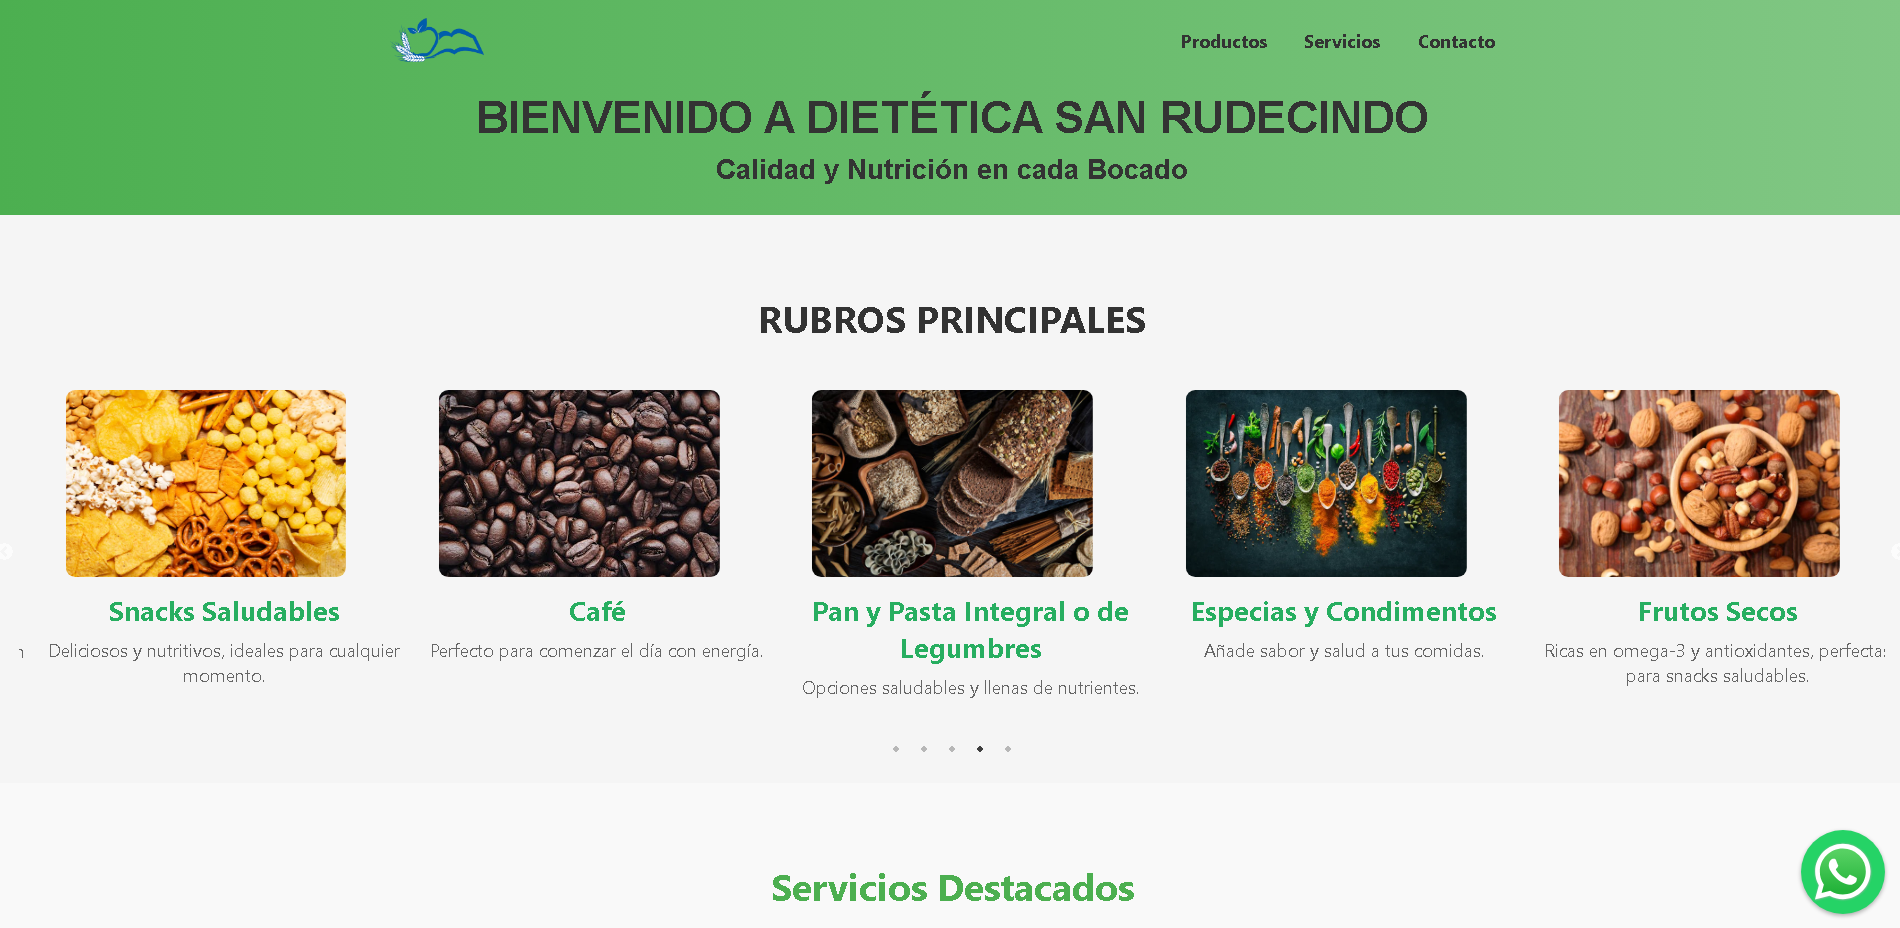 Productos Servicios Contacto
BIENVENIDO A DIETÉTICA SAN RUDECINDO
Calidad y Nutrición en cada Bocado
RUBROS PRINCIPALES
Snacks Saludables
Deliciosos y nutritivos, ideales para cualquier
momento.
Café
Perfecto para comenzar el día con energía.
Pan y Pasta Integral o de
Legumbres
Opciones saludables y llenas de nutrientes.
Especias y Condimentos
Añade sabor y salud a tus comidas.
Frutos Secos
Ricas en omega-3 y antioxidantes, perfectas
para snacks saludables.
Servicios Destacados